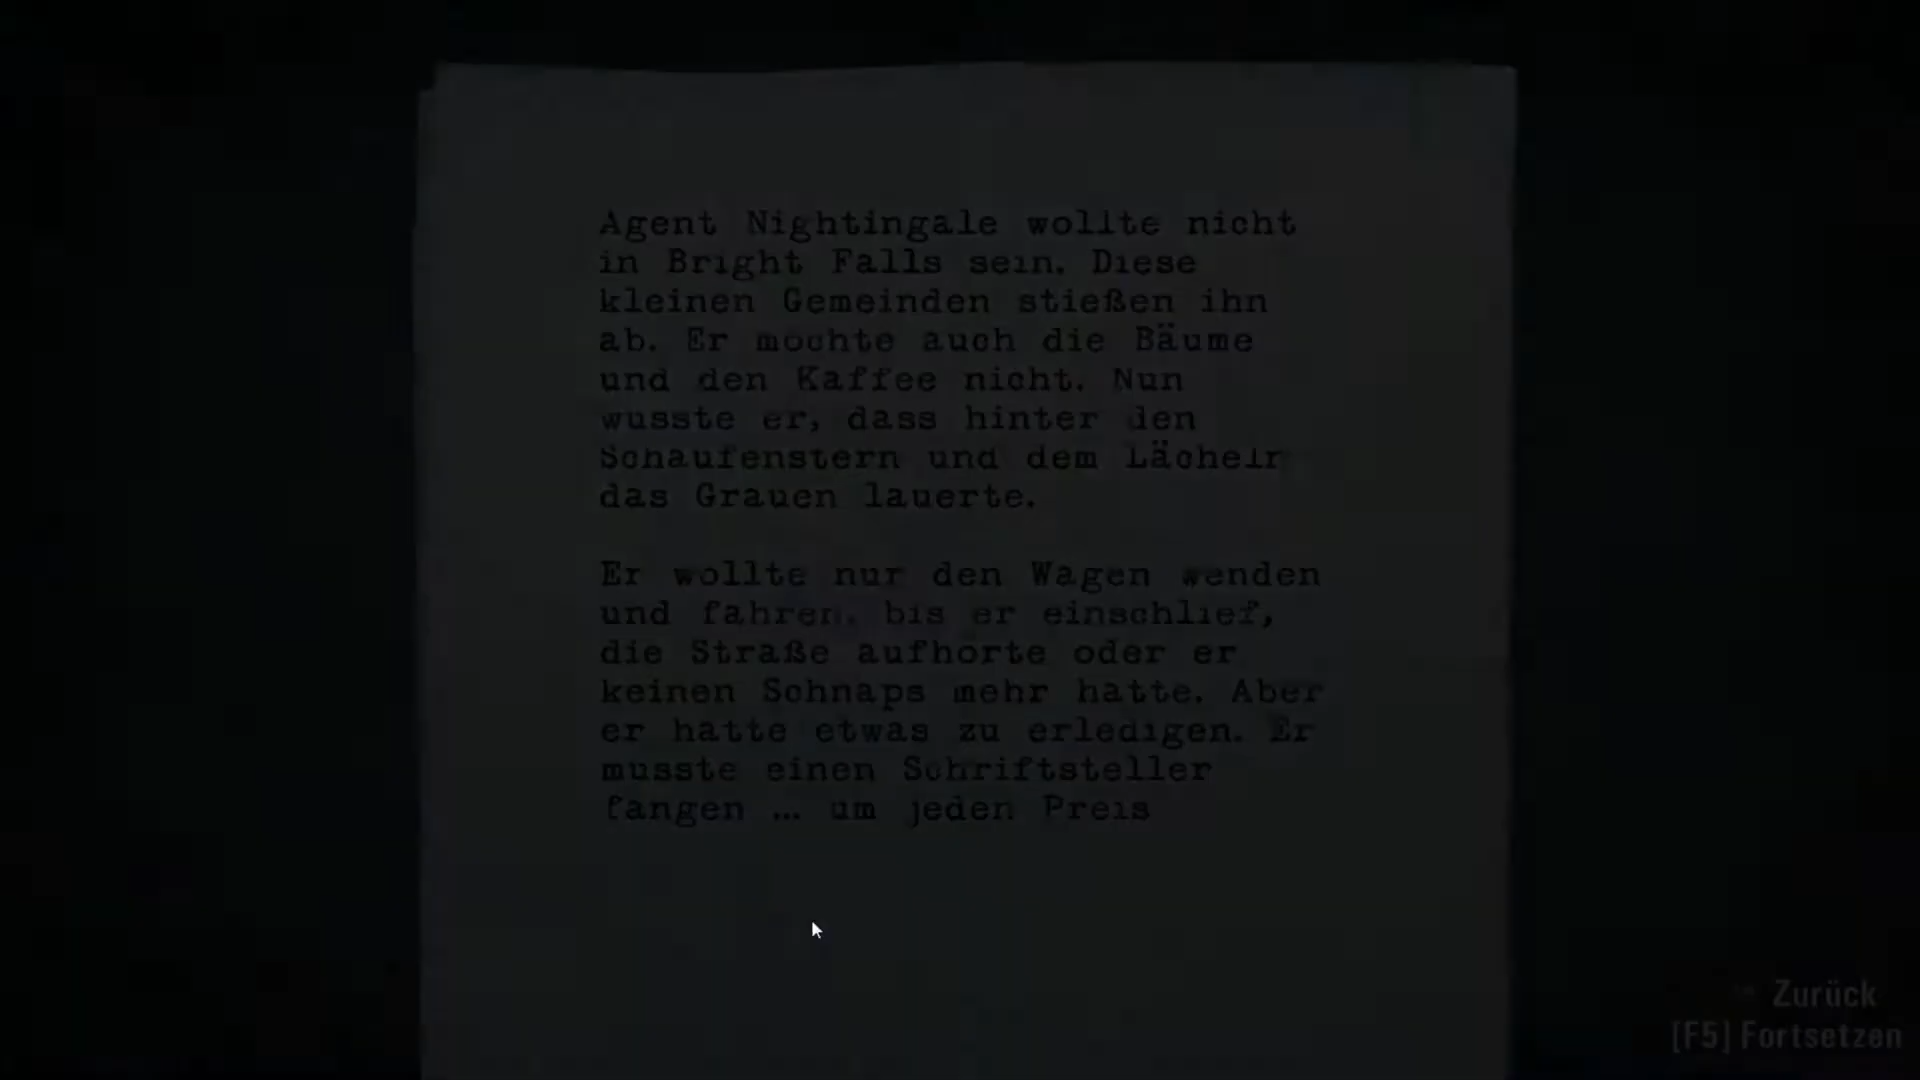 Agent Nightingale wollte nicht
in Bright Falls sein. Diese
kleinen Gemeinden stießen ihn
ab. Er mochte auch die Bäume
und den Kaffee nicht. Nun
wusste er, dass hinter den
Schaufenstern und dem Lächeln
das Grauen lauerte.
Er wollte nur den Wagen wenden
und fahren, bis er einschlief,
die Straße aufhörte oder er
keinen Schnaps mehr hatte. Aber
er hatte etwas zu erledigen. Er
musste einen Schriftsteller
fangen … um jeden Preis
Zurück
[F5] Fortsetzen